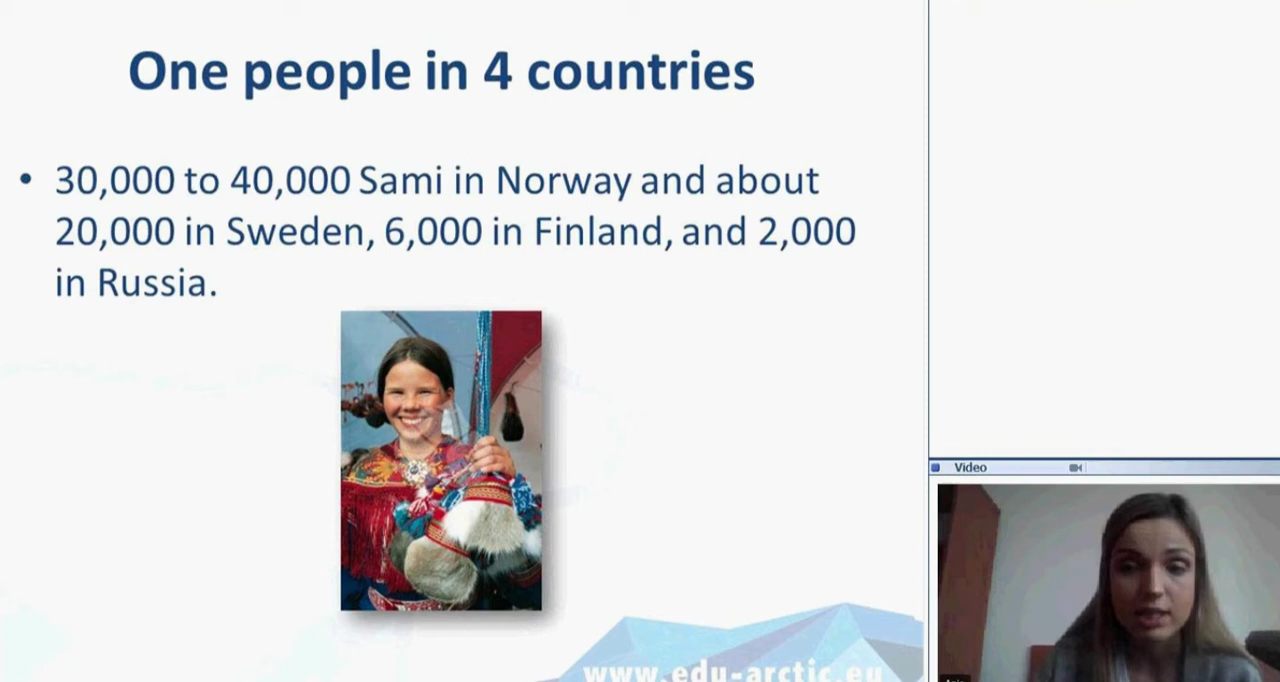 One people in 4 countries
• 30,000 to 40,000 Sami in Norway and about
20,000 in Sweden, 6,000 in Finland, and 2,000
in Russia.
www.edu-arctic.eu
Video